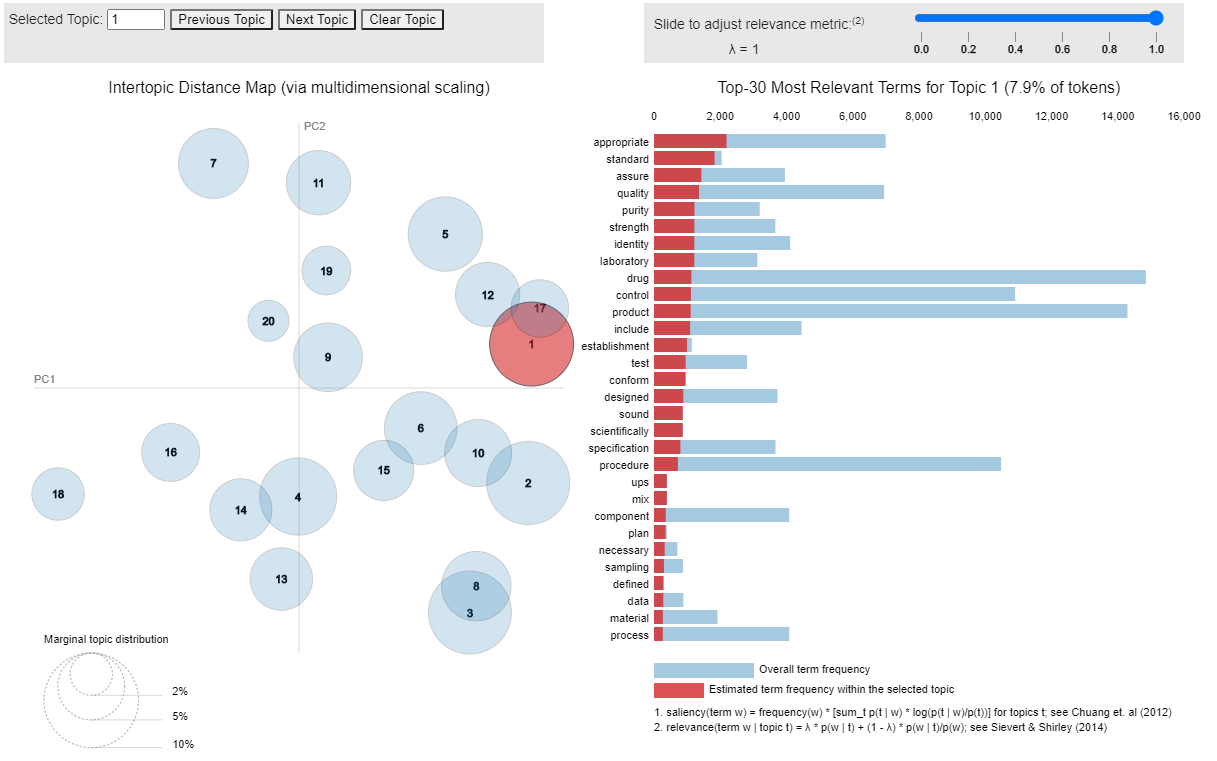 Selected Topic: 1 Previous Topic Next Topic Clear Topic
Slide to adjust relevance metric:(2)
λ = 1
0.0 0.2 0.4 0.6 0.8 1.0
Intertopic Distance Map (via multidimensional scaling)
PC2
PC1
7
11
5
19
12
17
20
1
9
6
16
10
15
2
18
4
14
13
8
3
Marginal topic distribution
2%
5%
10%
Top-30 Most Relevant Terms for Topic 1 (7.9% of tokens)
0 2,000 4,000 6,000 8,000 10,000 12,000 14,000 16,000
appropriate
standard
assure
quality
purity
strength
identity
laboratory
drug
control
product
include
establishment
test
conform
designed
sound
scientifically
specification
procedure
ups
mix
component
plan
necessary
sampling
defined
data
material
process
Overall term frequency
Estimated term frequency within the selected topic
1. saliency(term w) = frequency(w) * [sum_t p(t | w) * log(p(t | w)/p(t))] for topics t; see Chuang et. al (2012)
2. relevance(term w | topic t) = λ * p(w | t) + (1 - λ) * p(w | t)/p(w); see Sievert & Shirley (2014)